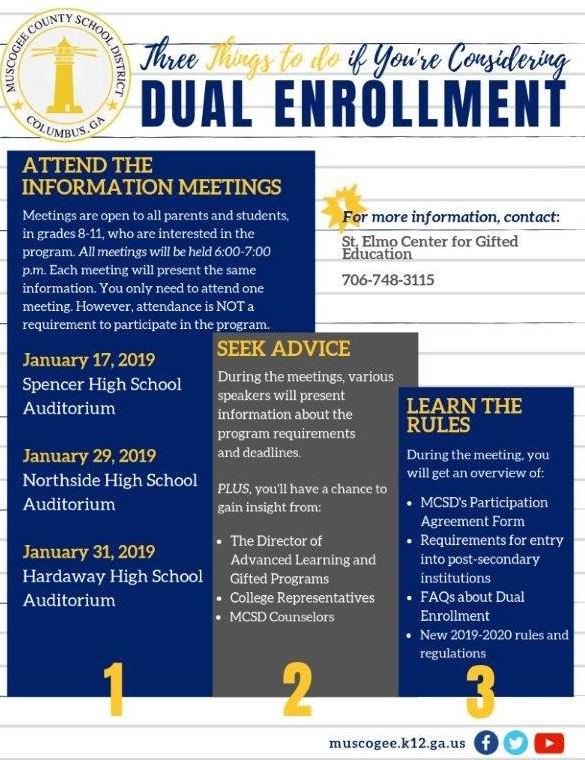 MUSCOGEE COUNTY SCHOOL DISTRICT
COLUMBUS, GA
Three Things to do if You're Considering
DUAL ENROLLMENT
ATTEND THE
INFORMATION MEETINGS
Meetings are open to all parents and students,
in grades 8-11, who are interested in the
program. All meetings will be held 6:00-7:00
p.m. Each meeting will present the same
information. You only need to attend one
meeting. However, attendance is NOT a
requirement to participate in the program.
January 17, 2019
Spencer High School
Auditorium
January 29, 2019
Northside High School
Auditorium
January 31, 2019
Hardaway High School
Auditorium
1
For more information, contact:
St. Elmo Center for Gifted
Education
706-748-3115
SEEK ADVICE
During the meetings, various
speakers will present
information about the
program requirements
and deadlines.
PLUS, you'll have a chance to
gain insight from:
• The Director of
Advanced Learning and
Gifted Programs
• College Representatives
• MCSD Counselors
2
LEARN THE
RULES
During the meeting, you
will get an overview of:
• MCSD's Participation
Agreement Form
• Requirements for entry
into post-secondary
institutions
• FAQs about Dual
Enrollment
• New 2019-2020 rules and
regulations
3
muscogee.k12.ga.us